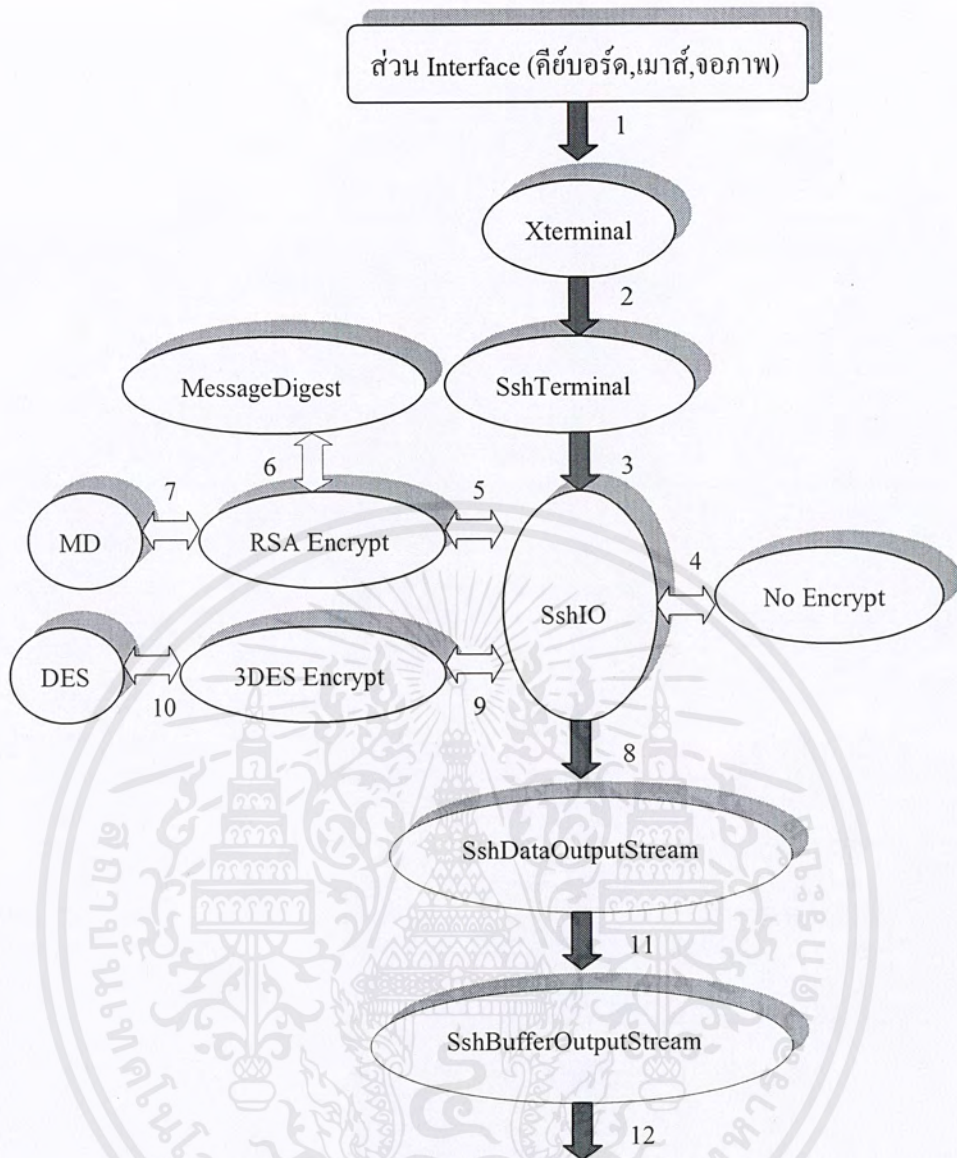 ส่วน Interface (คีย์บอร์ด,เมาส์,จอภาพ)
1
Xterminal
2
MessageDigest
SshTerminal
6
3
7
5
MD
RSA Encrypt
4
SshIO
No Encrypt
DES
3DES Encrypt
10
9
8
SshDataOutputStream
11
SshBufferOutputStream
12